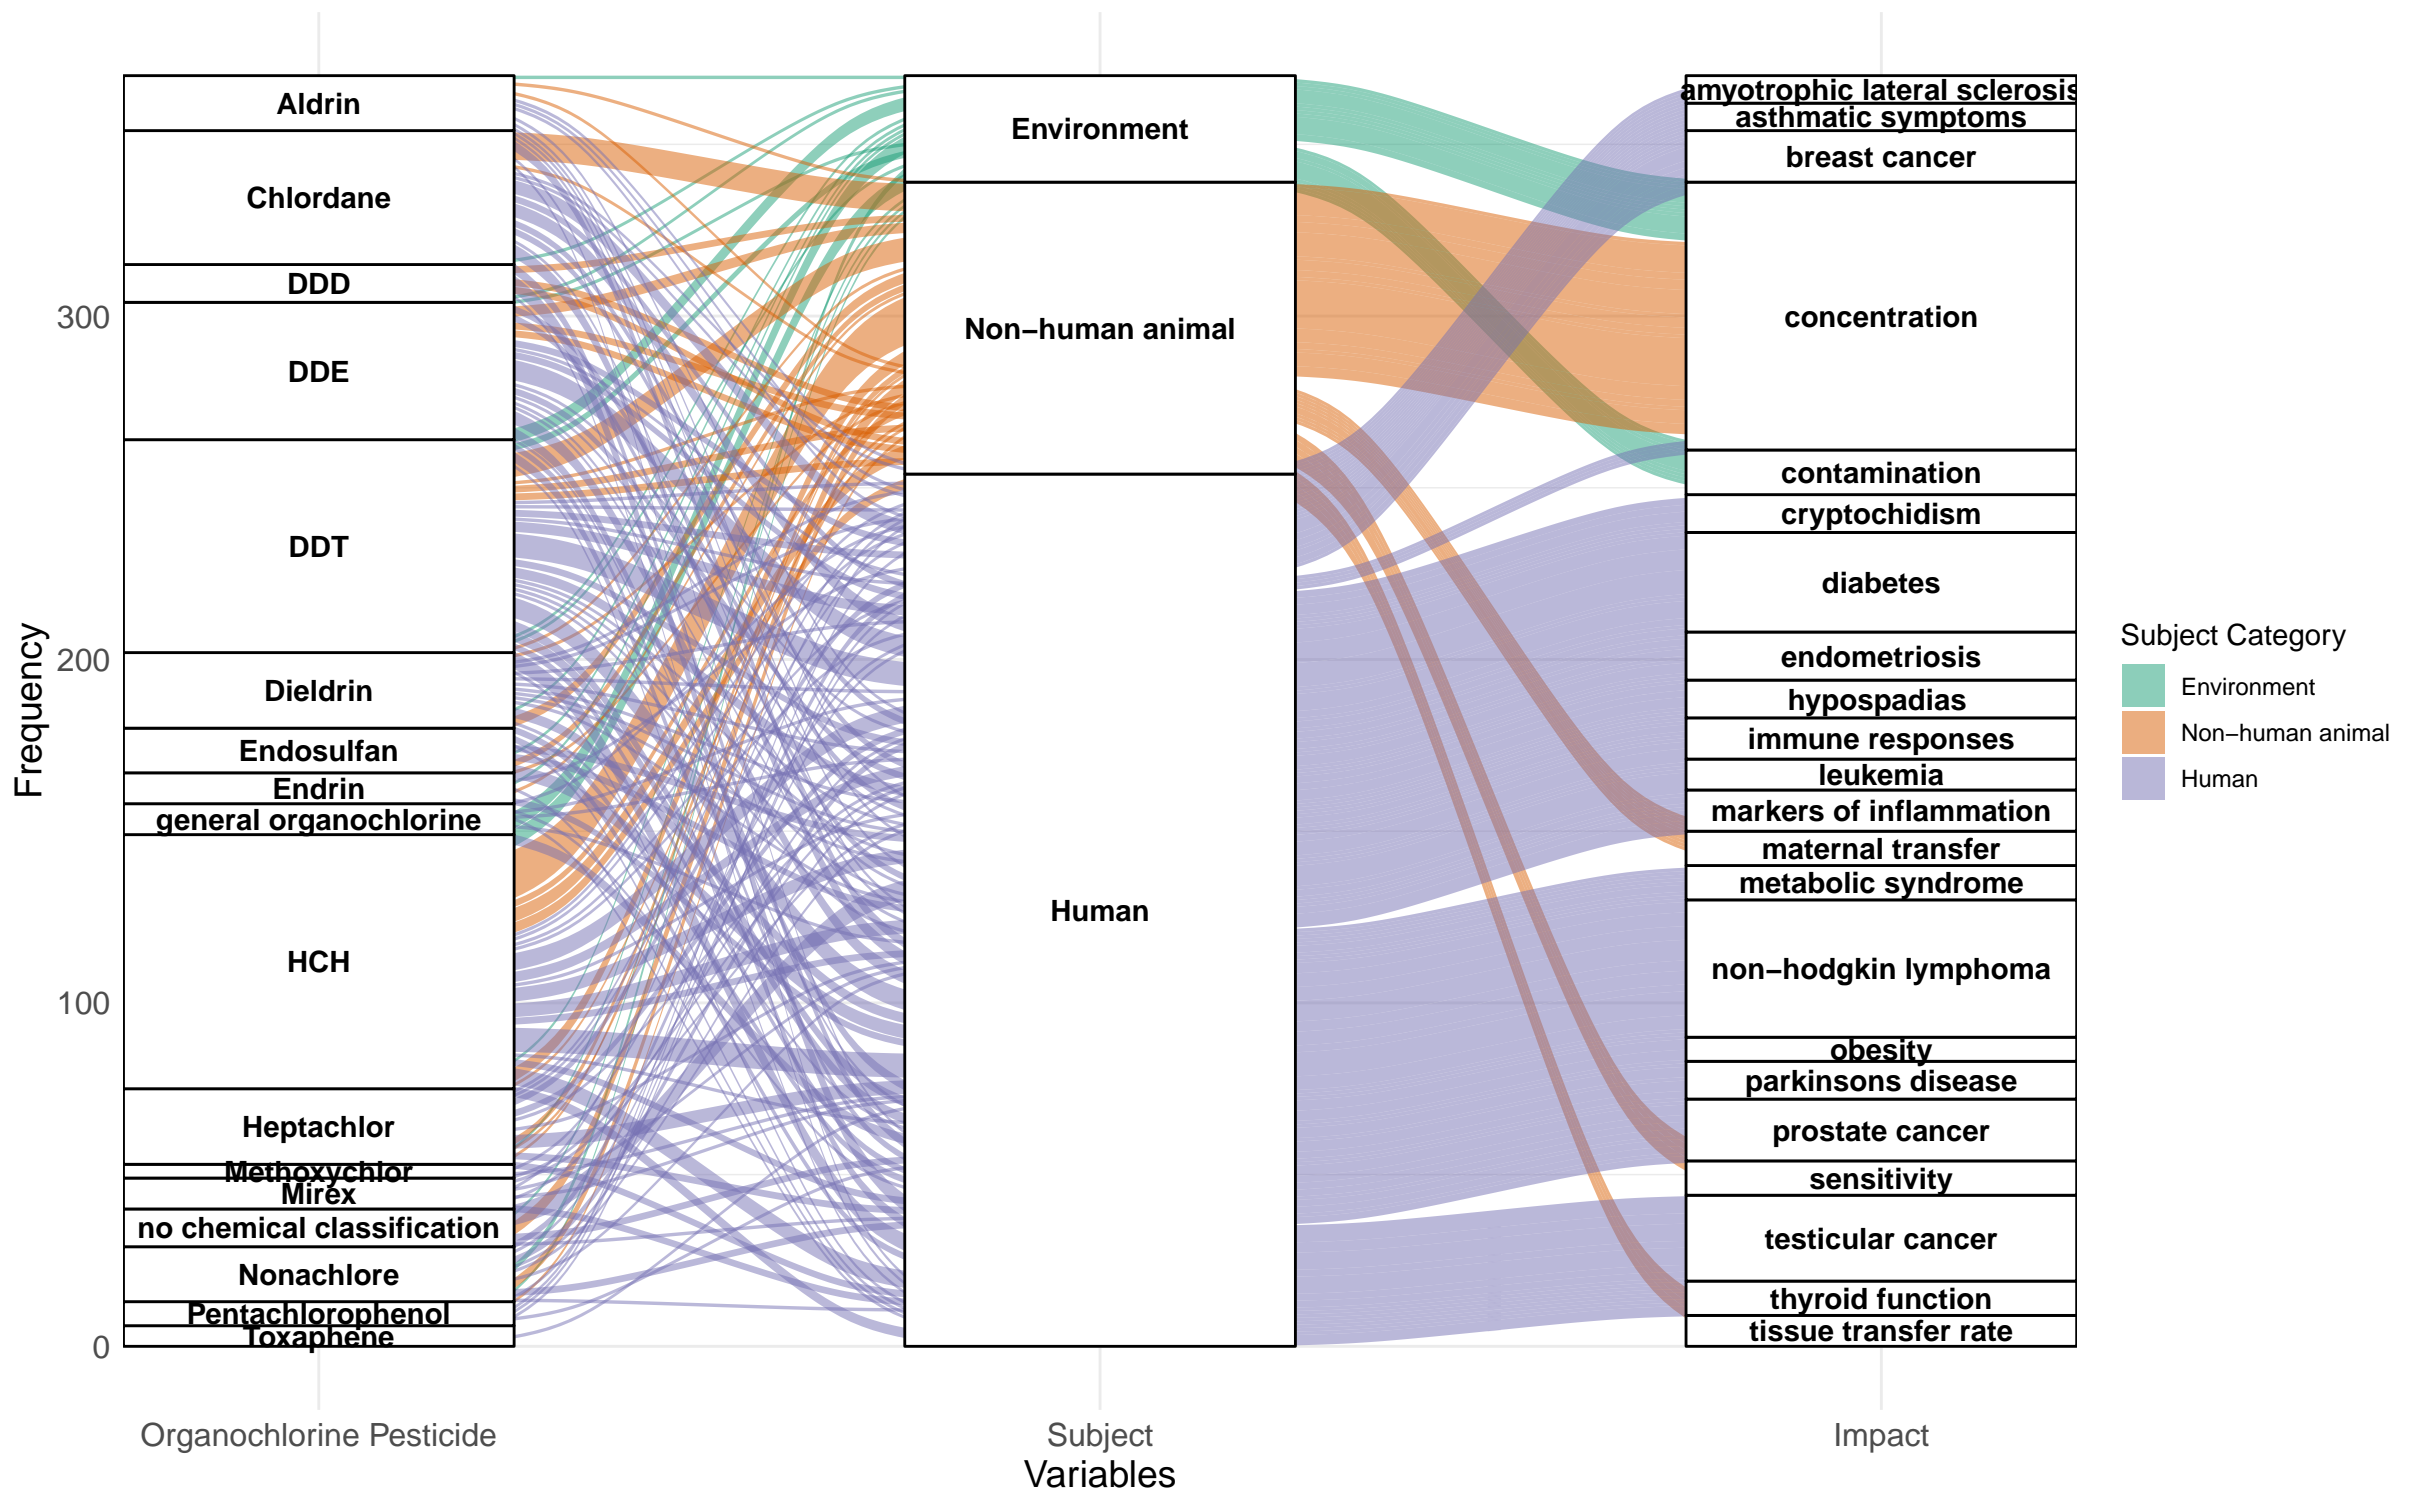 Aldrin
Chlordane
DDD
DDE
DDT
Dieldrin
Endosulfan
Endrin
general organochlorine
HCH
Heptachlor
Methoxychlor
Mirex
no chemical classification
Nonachlore
Pentachlorophenol
Toxaphene
Environment
Non−human animal
Human
amyotrophic lateral sclerosis
asthmatic symptoms
breast cancer
concentration
contamination
cryptochidism
diabetes
endometriosis
hypospadias
immune responses
leukemia
markers of inflammation
maternal transfer
metabolic syndrome
non−hodgkin lymphoma
obesity
parkinsons disease
prostate cancer
sensitivity
testicular cancer
thyroid function
tissue transfer rate
300
200
100
0
Frequency
Organochlorine Pesticide
Subject
Impact
Variables
Subject Category
Environment
Non−human animal
Human